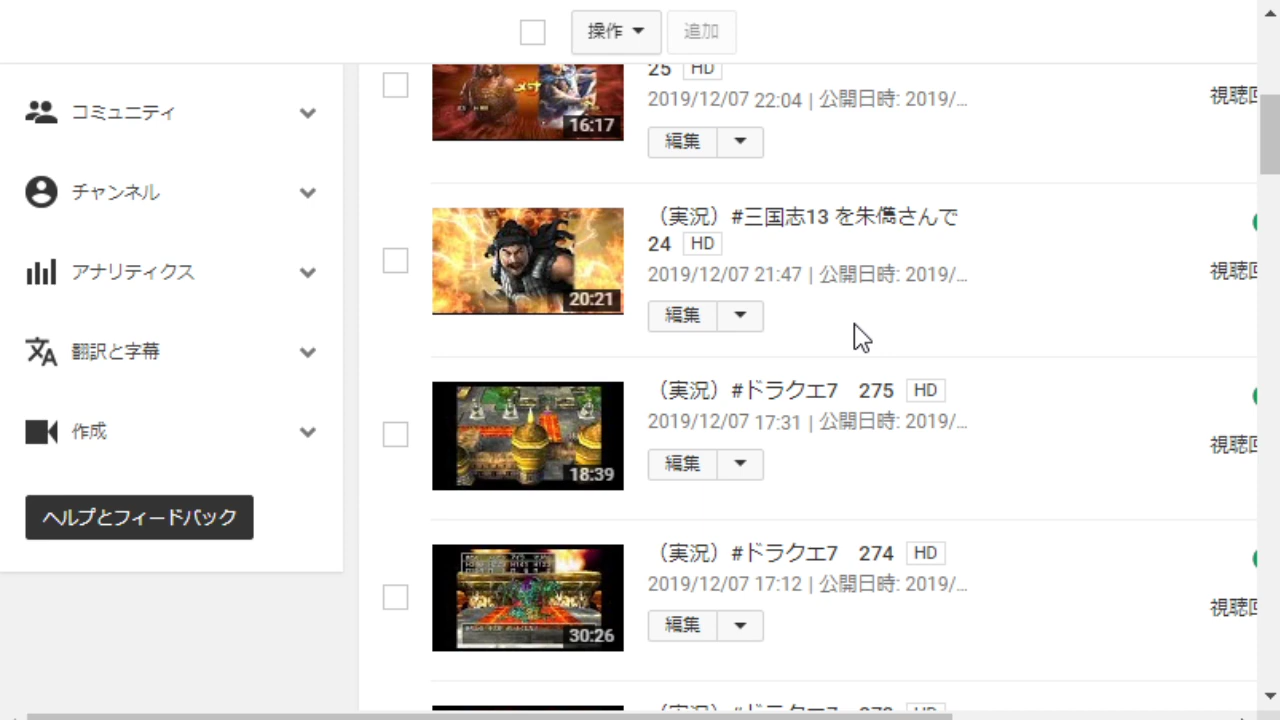 操作
追加
コミュニティ
チャンネル
アナリティクス
翻訳と字幕
作成
ヘルプとフィードバック
25 HD
2019/12/07 22:04 | 公開日時: 2019/...
編集
16:17
（実況）#三国志13 を朱儁さんで
24 HD
2019/12/07 21:47 | 公開日時: 2019/...
編集
20:21
（実況）#ドラクエ7　275 HD
2019/12/07 17:31 | 公開日時: 2019/...
編集
18:39
（実況）#ドラクエ7　274 HD
2019/12/07 17:12 | 公開日時: 2019/...
編集
30:26
視聴
視聴
視聴
視聴